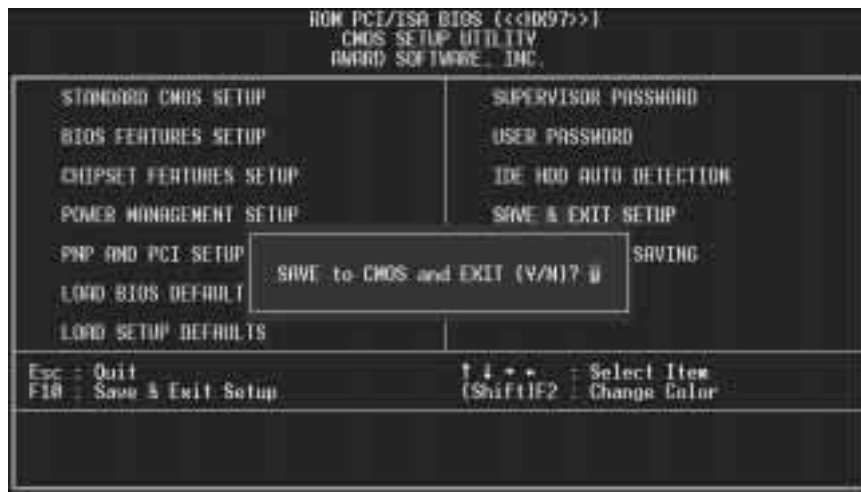 ROM PCI/ISA BIOS (<<HX97>>)
CMOS SETUP UTILITY
AWARD SOFTWARE, INC.
STANDARD CMOS SETUP
BIOS FEATURES SETUP
CHIPSET FEATURES SETUP
POWER MANAGEMENT SETUP
PNP AND PCI SETUP
LOAD BIOS DEFAULT
LOAD SETUP DEFAULTS
SUPERVISOR PASSWORD
USER PASSWORD
IDE HDD AUTO DETECTION
SAVE & EXIT SETUP
SAVING
SAVE to CMOS and EXIT (Y/N)?
Esc : Quit
F10 : Save & Exit Setup
↑ ↓ → ← : Select Item
(Shift)F2 : Change Color